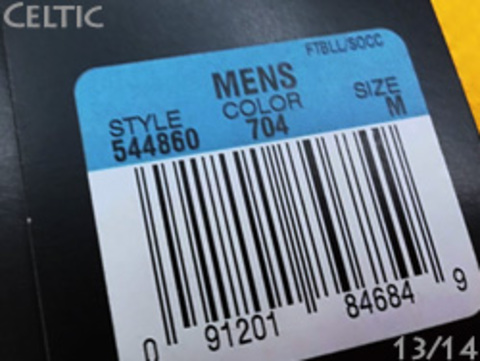 CELTIC
FTBLL/SOCC
MENS
STYLE COLOR SIZE
544860 704 M
0 91201 84684 9
13/14